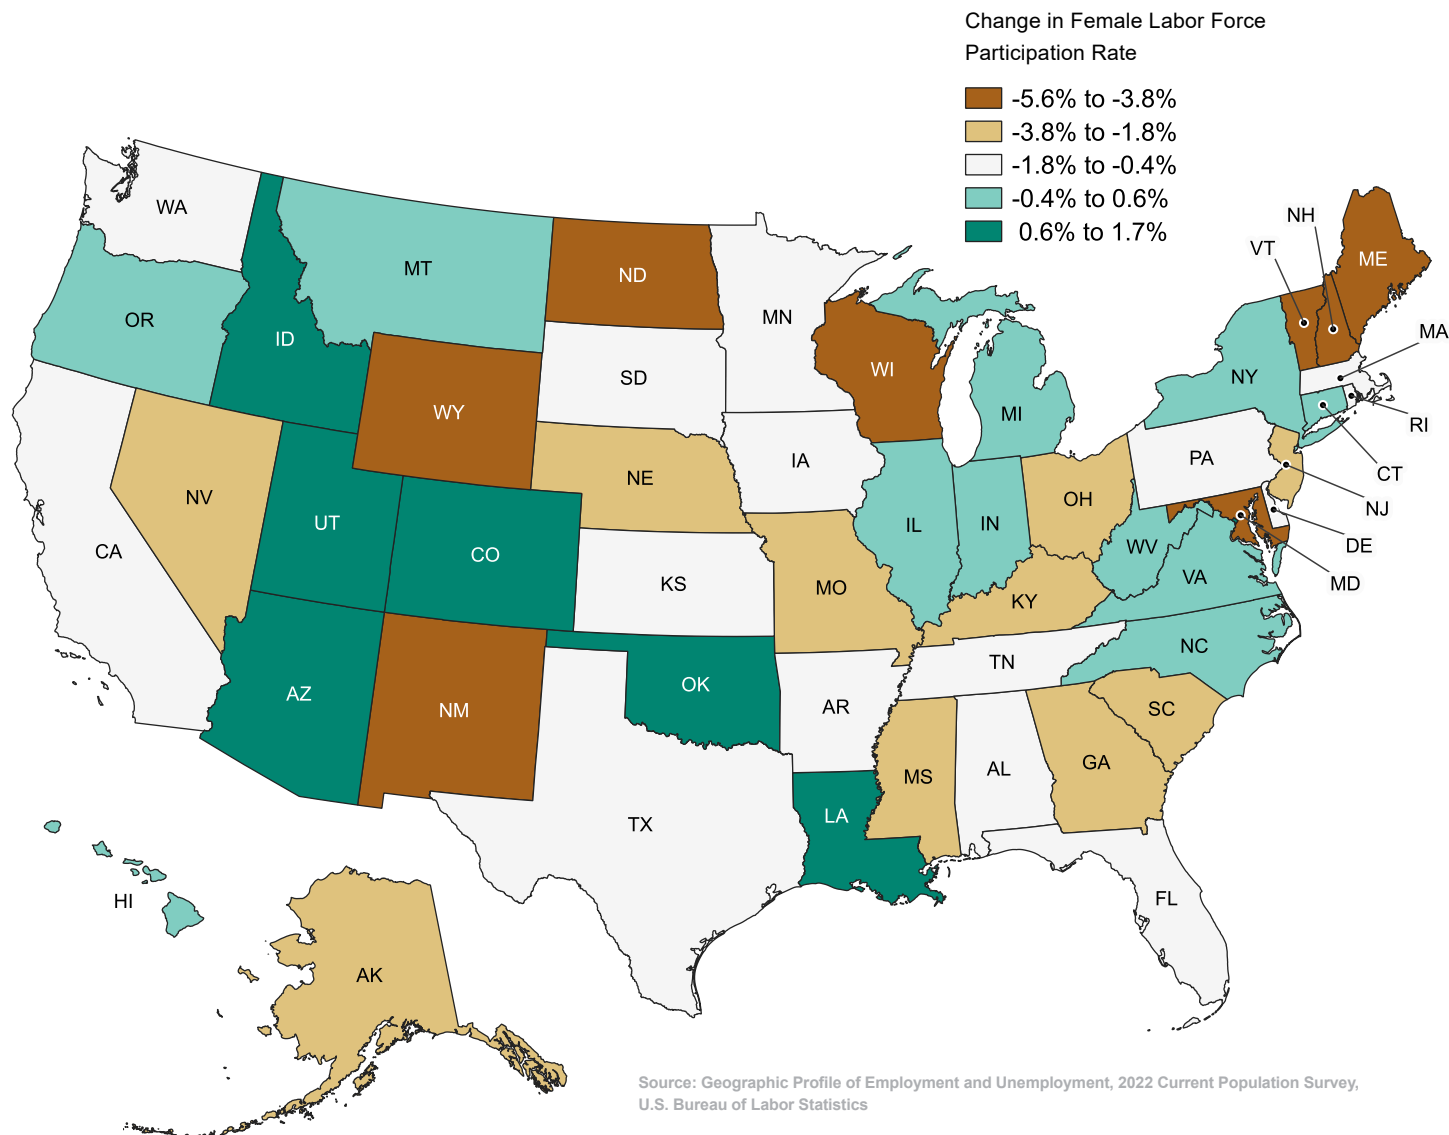 Change in Female Labor Force
Participation Rate
-5.6% to -3.8%
-3.8% to -1.8%
-1.8% to -0.4%
-0.4% to 0.6%
0.6% to 1.7%
WA
OR
ID
MT
ND
MN
SD
WI
WY
CA
NV
UT
CO
NE
IA
KS
MO
IL
IN
MI
OH
KY
WV
VA
NC
TN
SC
AZ
NM
OK
AR
TX
LA
MS
AL
GA
FL
NY
PA
VT
NH
ME
MA
RI
CT
NJ
DE
MD
HI
AK
Source: Geographic Profile of Employment and Unemployment, 2022 Current Population Survey,
U.S. Bureau of Labor Statistics